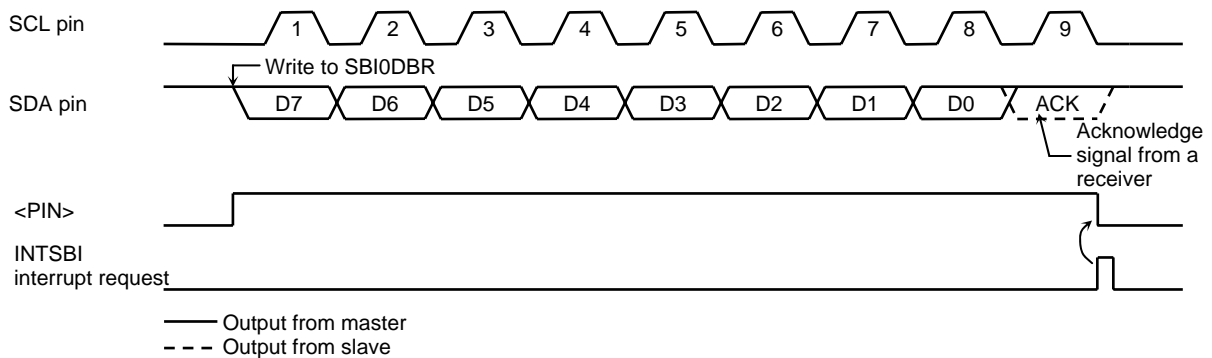 SCL pin
1 2 3 4 5 6 7 8 9
Write to SBI0DBR
SDA pin
D7 D6 D5 D4 D3 D2 D1 D0 ACK
Acknowledge
signal from a
receiver
<PIN>
INTSBI
interrupt request
Output from master
Output from slave